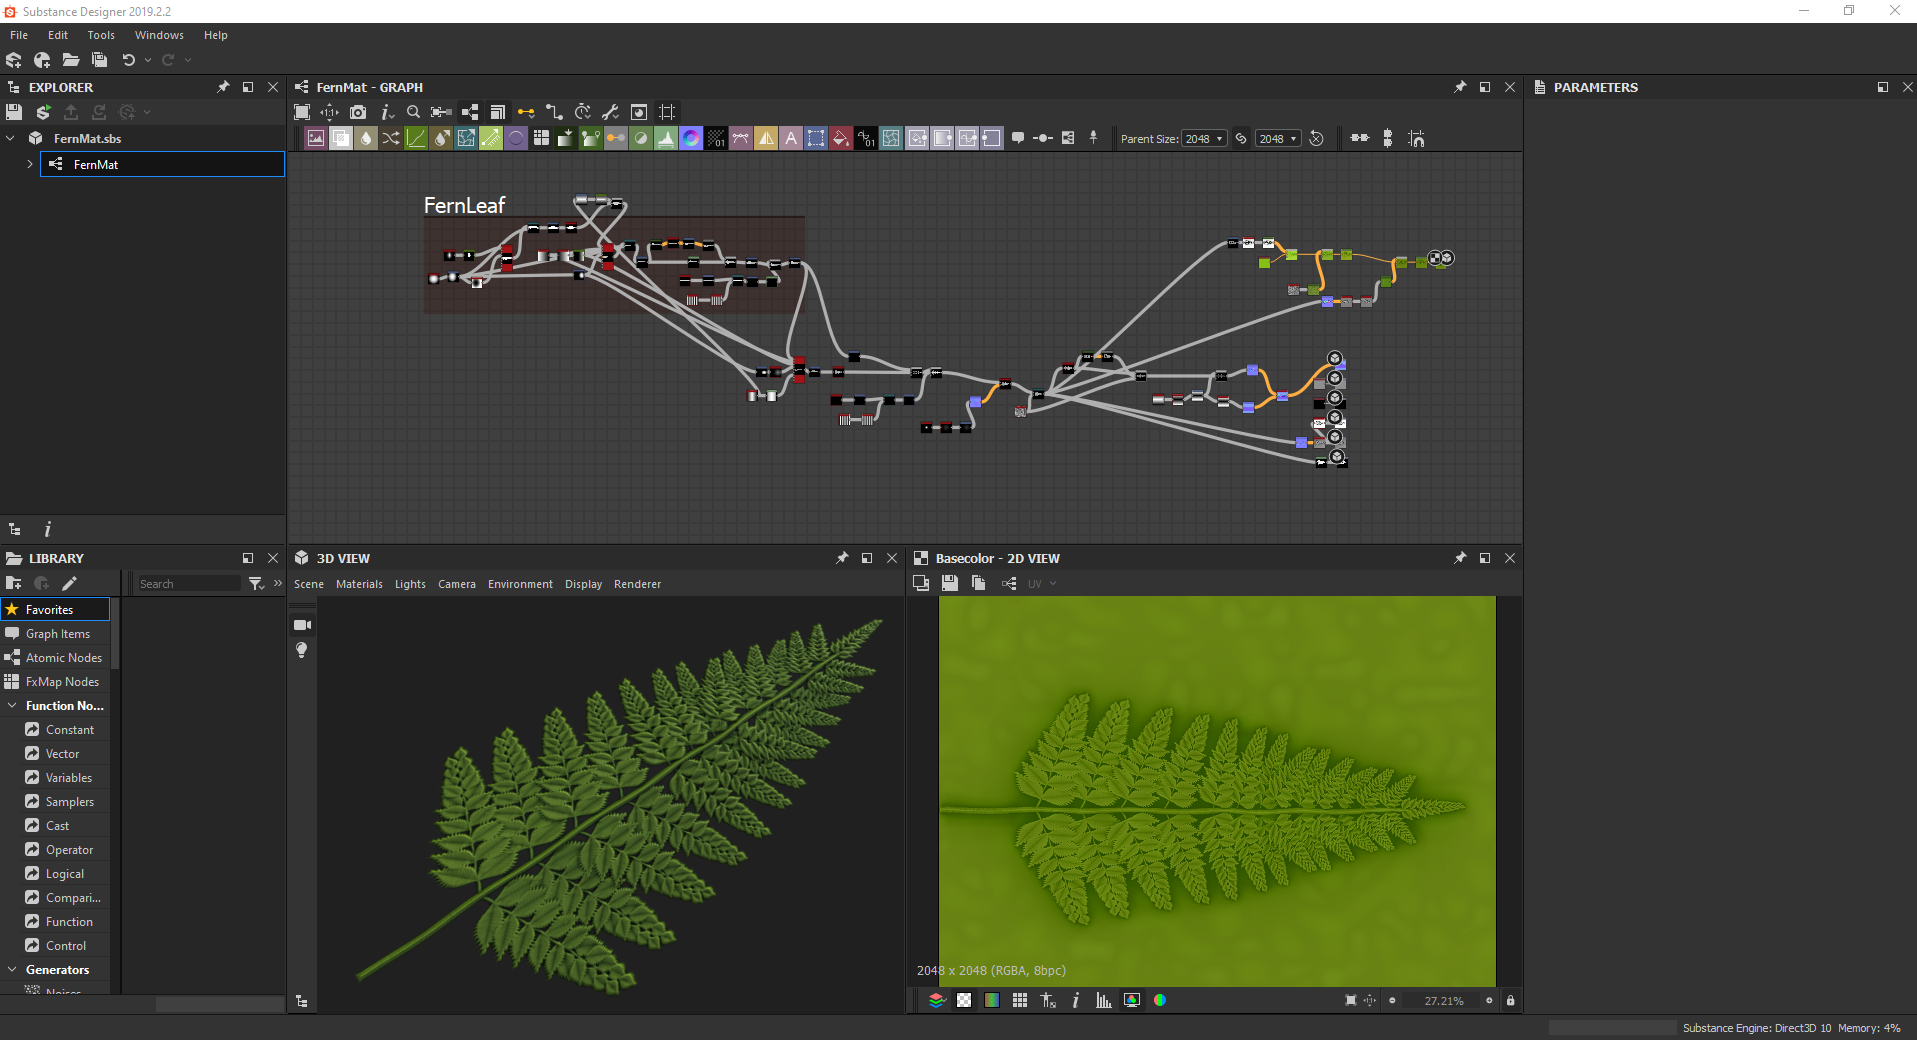 Substance Designer 2019.2.2
File Edit Tools Windows Help
EXPLORER
FernMat.sbs
FernMat
FernMat - GRAPH
Parent Size: 2048 2048
FernLeaf
PARAMETERS
LIBRARY
Search
Favorites
Graph Items
Atomic Nodes
FxMap Nodes
Function No...
Constant
Vector
Variables
Samplers
Cast
Operator
Logical
Compari...
Function
Control
Generators
Noises
3D VIEW
Scene Materials Lights Camera Environment Display Renderer
Basecolor - 2D VIEW
UV
2048 x 2048 (RGBA, 8bpc)
27.21%
Substance Engine: Direct3D 10 Memory: 4%